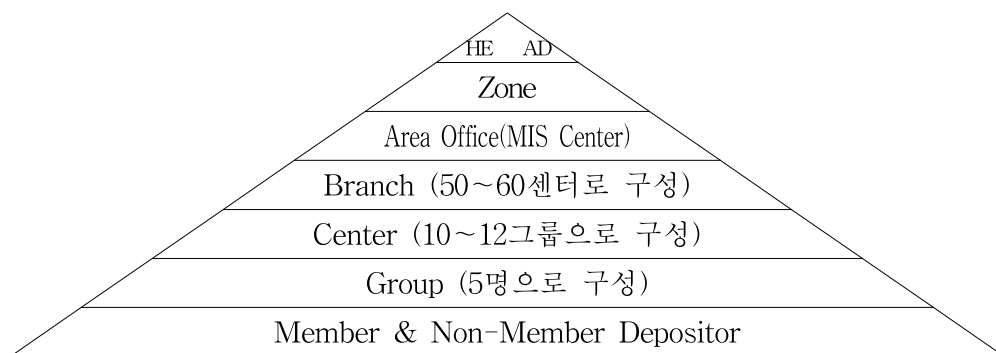 HE AD
Zone
Area Office(MIS Center)
Branch (50～60센터로 구성)
Center (10～12그룹으로 구성)
Group (5명으로 구성)
Member & Non-Member Depositor